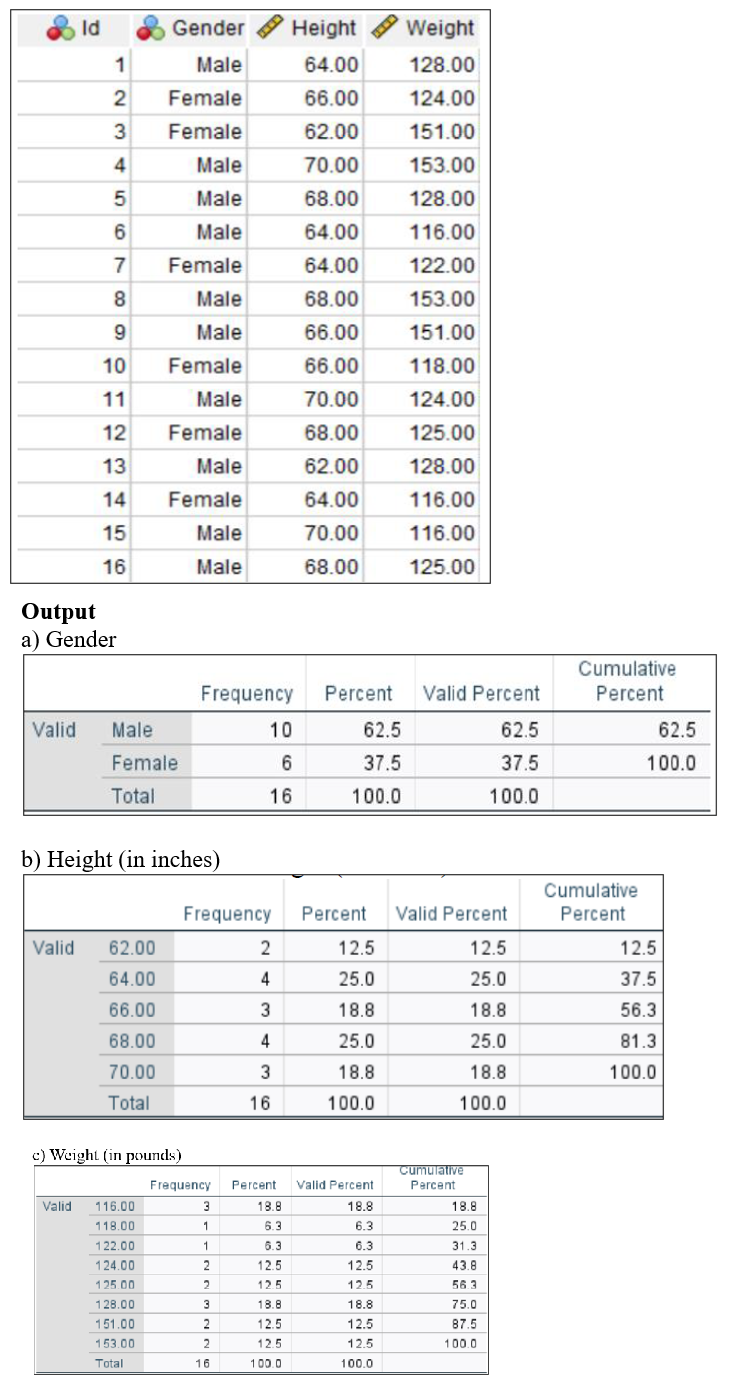 Id Gender Height Weight
1 Male 64.00 128.00
2 Female 66.00 124.00
3 Female 62.00 151.00
4 Male 70.00 153.00
5 Male 68.00 128.00
6 Male 64.00 116.00
7 Female 64.00 122.00
8 Male 68.00 153.00
9 Male 66.00 151.00
10 Female 66.00 118.00
11 Male 70.00 124.00
12 Female 68.00 125.00
13 Male 62.00 128.00
14 Female 64.00 116.00
15 Male 70.00 116.00
16 Male 68.00 125.00
Output
a) Gender
Cumulative
Frequency Percent Valid Percent Percent
Valid Male 10 62.5 62.5 62.5
Female 6 37.5 37.5 100.0
Total 16 100.0 100.0
b) Height (in inches)
Cumulative
Frequency Percent Valid Percent Percent
Valid 62.00 2 12.5 12.5 12.5
64.00 4 25.0 25.0 37.5
66.00 3 18.8 18.8 56.3
68.00 4 25.0 25.0 81.3
70.00 3 18.8 18.8 100.0
Total 16 100.0 100.0
c) Weight (in pounds)
Cumulative
Frequency Percent Valid Percent Percent
Valid 116.00 3 18.8 18.8 18.8
118.00 1 6.3 6.3 25.0
122.00 1 6.3 6.3 31.3
124.00 2 12.5 12.5 43.8
125.00 2 12.5 12.5 56.3
128.00 3 18.8 18.8 75.0
151.00 2 12.5 12.5 87.5
153.00 2 12.5 12.5 100.0
Total 16 100.0 100.0